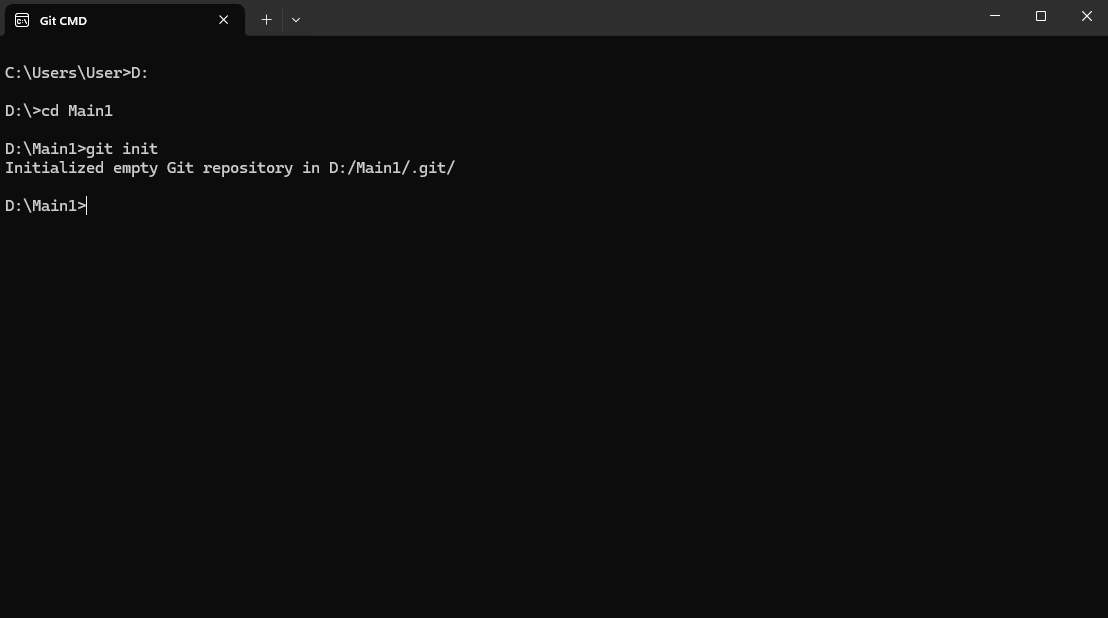 Git CMD
C:\Users\User>D:
D:\>cd Main1
D:\Main1>git init
Initialized empty Git repository in D:/Main1/.git/
D:\Main1>